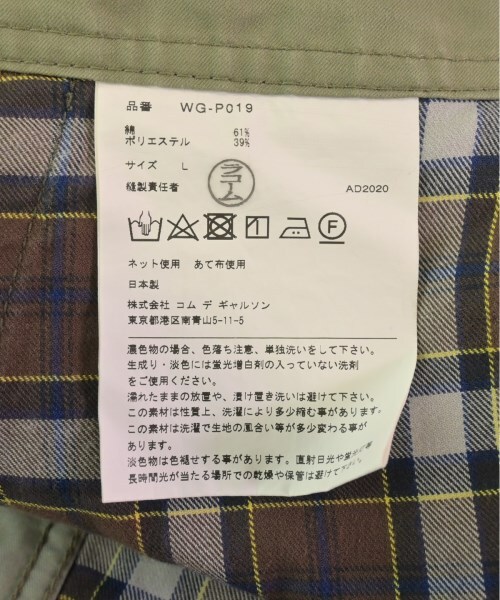 品番 WG-P019
綿 61%
ポリエステル 39%
サイズ L
縫製責任者 コム AD2020
F
ネット使用 あて布使用
日本製
株式会社 コム デ ギャルソン
東京都港区南青山5-11-5
濃色物の場合、色落ち注意、単独洗いをして下さい。
生成り・淡色には蛍光増白剤の入っていない洗剤
をご使用ください。
濡れたままの放置や、漬け置き洗いは避けて下さい。
この素材は性質上、洗濯により多少縮む事があります。
この素材は洗濯で生地の風合い等が多少変わる事が
あります。
淡色物は色褪せする事があります。直射日光や蛍光灯等
長時間光が当たる場所での乾燥や保管は避けて下さい。